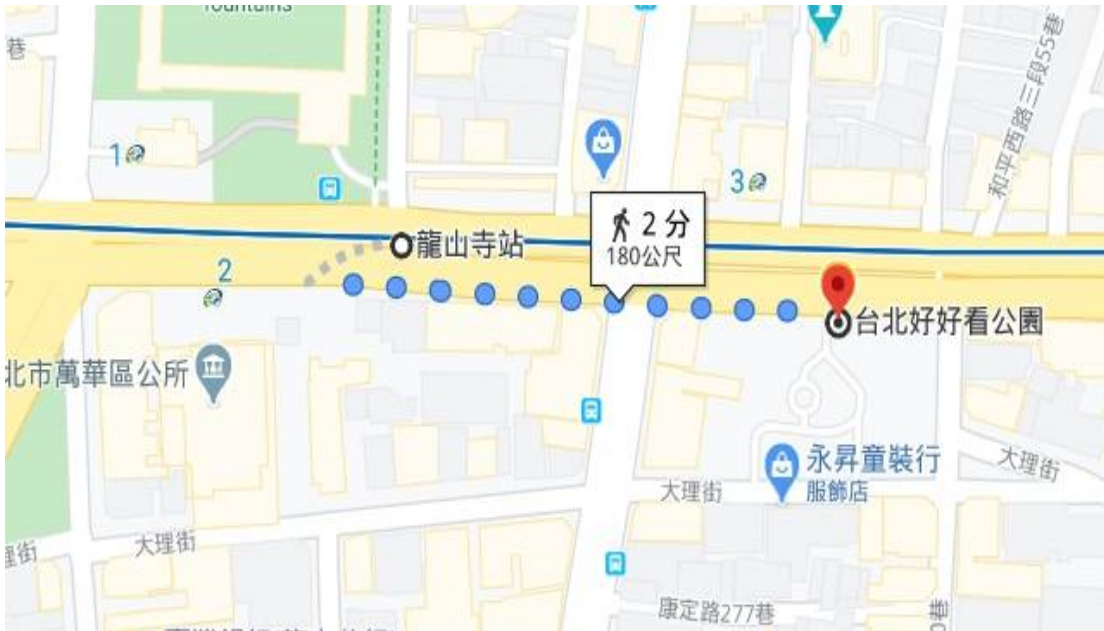 fountains
巷
和平西路三段55巷
1
3
2 分
180公尺
龍山寺站
2
台北好好看公園
北市萬華區公所
永昇童裝行
服飾店
大理街
大理街
大理街
理街
康定路277巷
巷